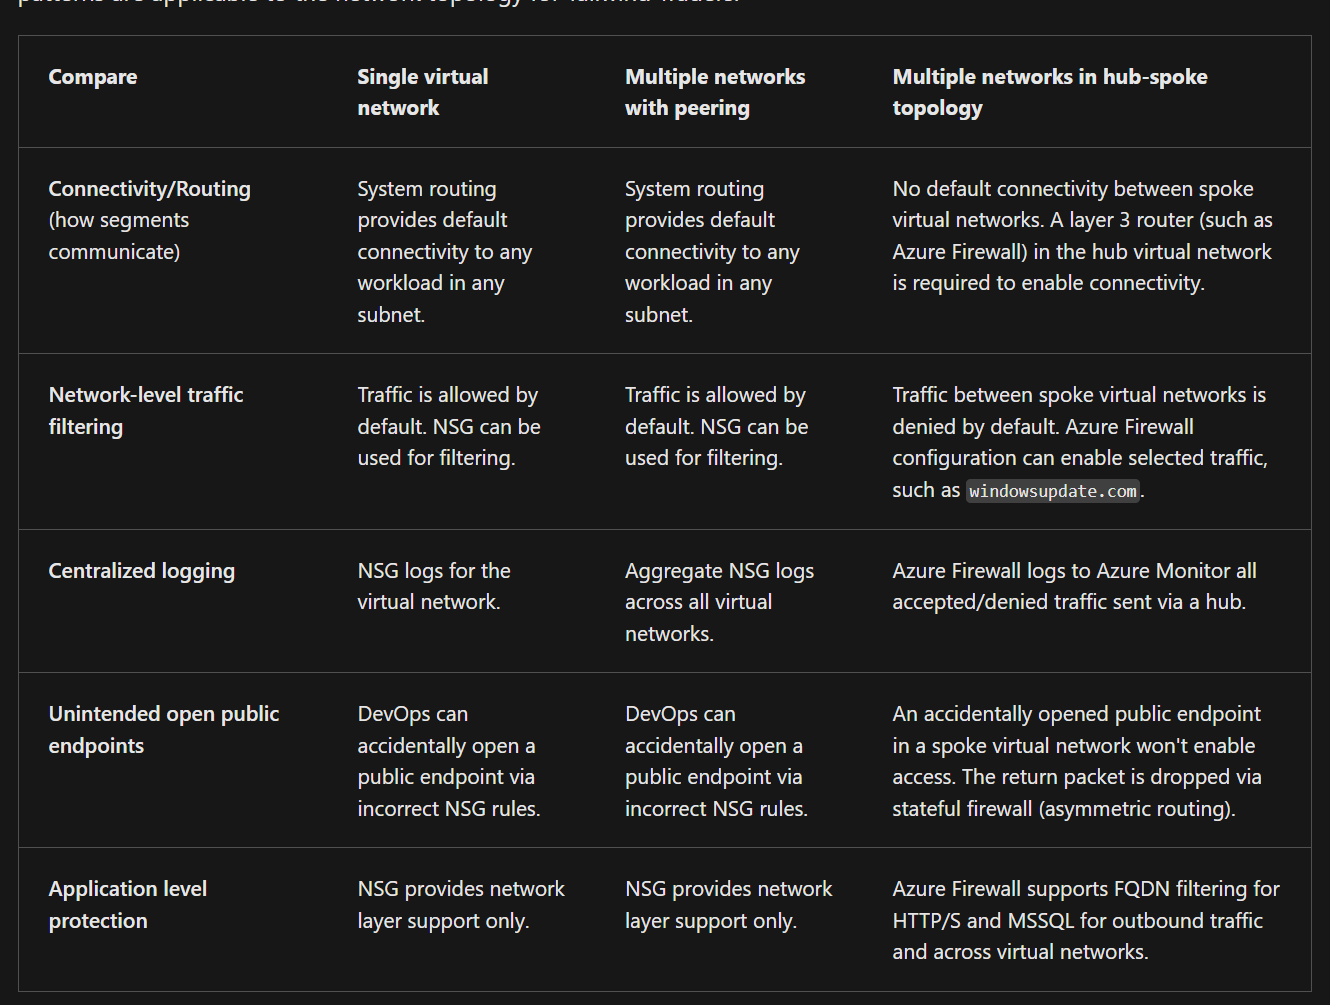 patterns are applicable to the network topology for Tailwind Traders.
Compare
Single virtual
network
Multiple networks
with peering
Multiple networks in hub-spoke
topology
Connectivity/Routing
(how segments
communicate)
System routing
provides default
connectivity to any
workload in any
subnet.
System routing
provides default
connectivity to any
workload in any
subnet.
No default connectivity between spoke
virtual networks. A layer 3 router (such as
Azure Firewall) in the hub virtual network
is required to enable connectivity.
Network-level traffic
filtering
Traffic is allowed by
default. NSG can be
used for filtering.
Traffic is allowed by
default. NSG can be
used for filtering.
Traffic between spoke virtual networks is
denied by default. Azure Firewall
configuration can enable selected traffic,
such as windowsupdate.com.
Centralized logging
NSG logs for the
virtual network.
Aggregate NSG logs
across all virtual
networks.
Azure Firewall logs to Azure Monitor all
accepted/denied traffic sent via a hub.
Unintended open public
endpoints
DevOps can
accidentally open a
public endpoint via
incorrect NSG rules.
DevOps can
accidentally open a
public endpoint via
incorrect NSG rules.
An accidentally opened public endpoint
in a spoke virtual network won't enable
access. The return packet is dropped via
stateful firewall (asymmetric routing).
Application level
protection
NSG provides network
layer support only.
NSG provides network
layer support only.
Azure Firewall supports FQDN filtering for
HTTP/S and MSSQL for outbound traffic
and across virtual networks.